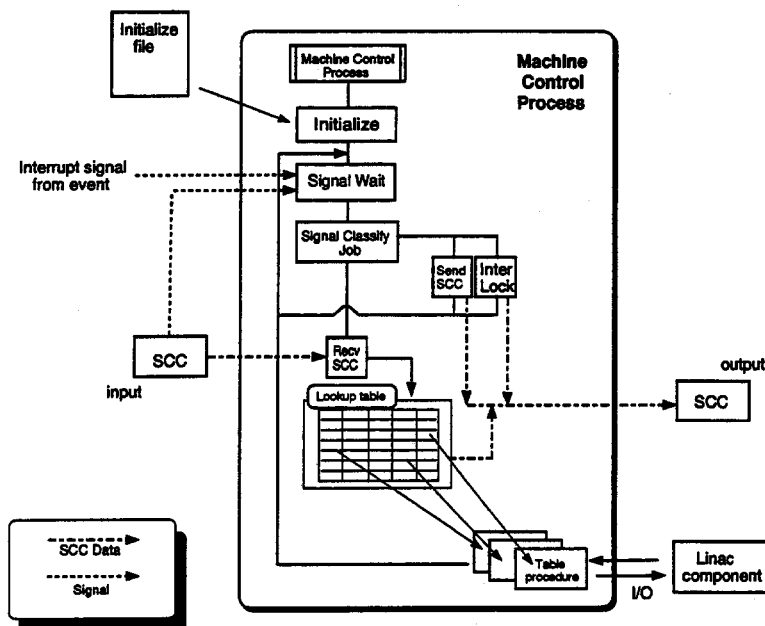 Initialize
file
Machine Control
Process
Machine
Control
Process
Initialize
Interrupt signal
from event
Signal Wait
Signal Classify
Job
Send
SCC
Inter
Lock
SCC
input
Recv
SCC
output
SCC
Lookup table
SCC Data
Signal
Table
procedure
I/O
Linac
component